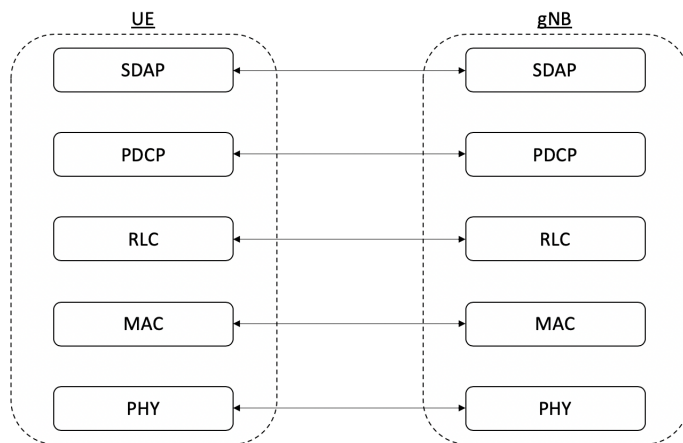 UE gNB
SDAP SDAP
PDCP PDCP
RLC RLC
MAC MAC
PHY PHY